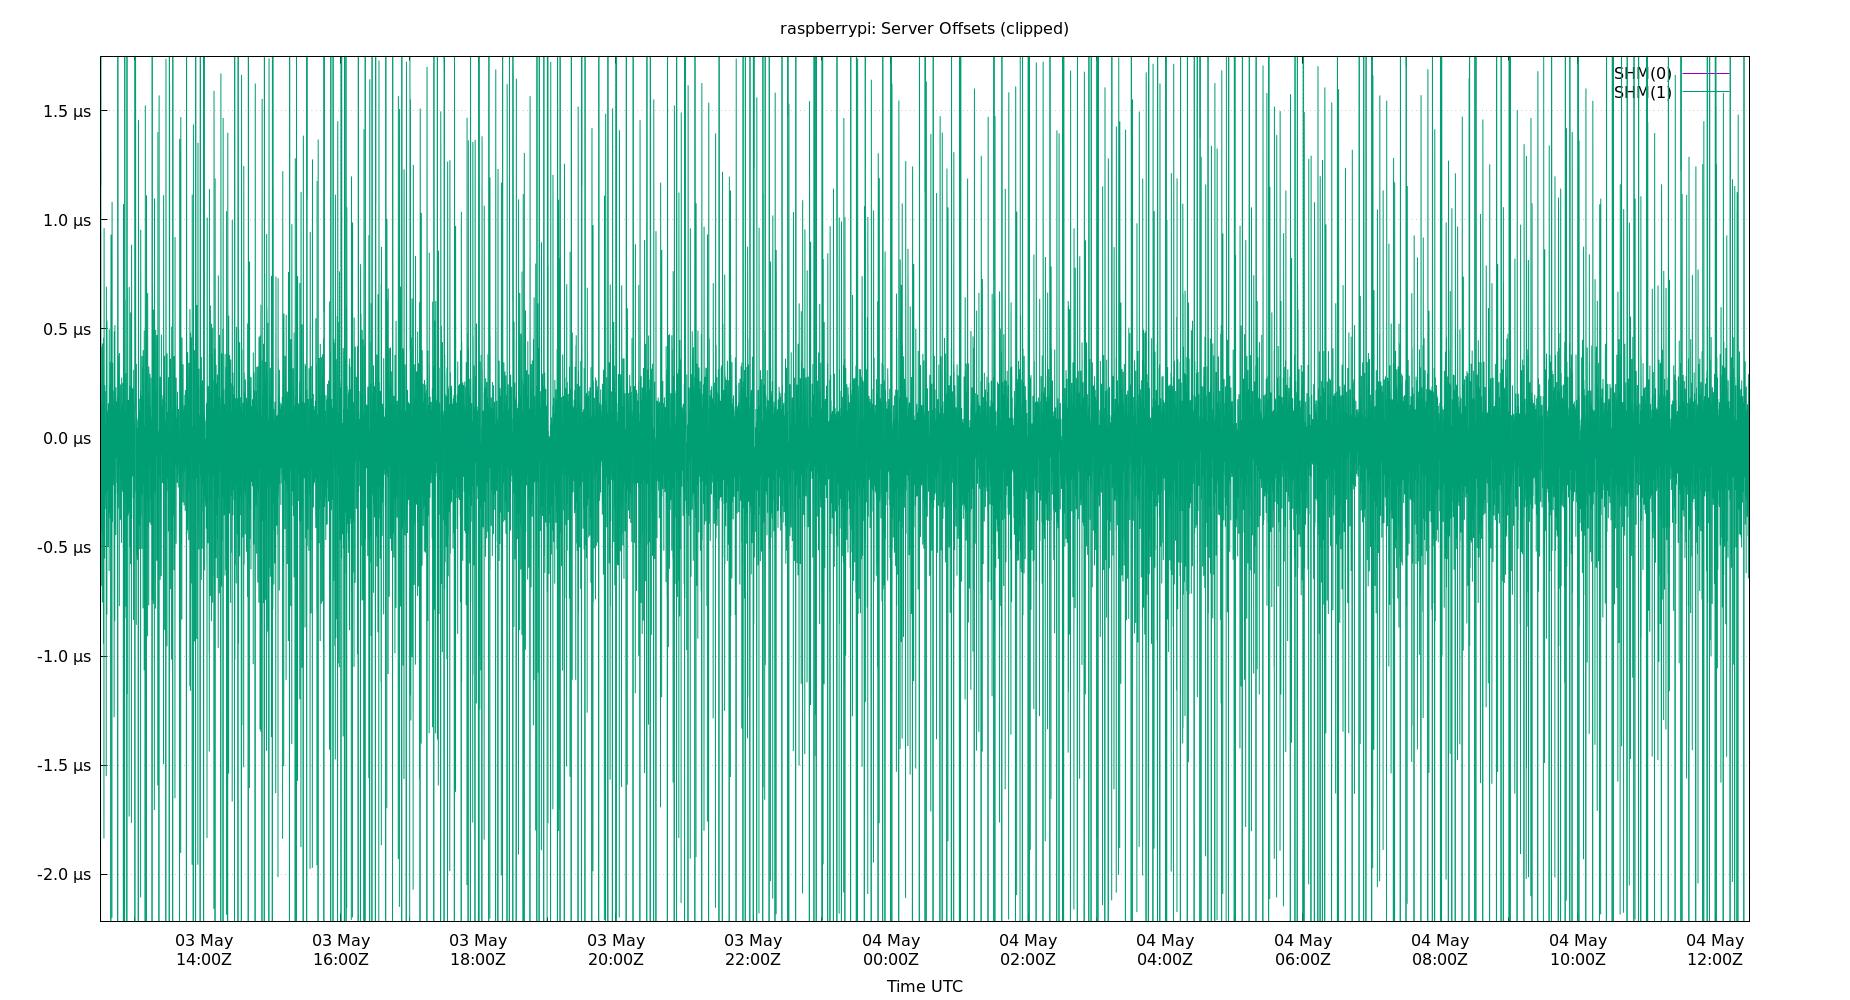 raspberrypi: Server Offsets (clipped)
SHM(0)
SHM(1)
1.5 µs
1.0 µs
0.5 µs
0.0 µs
-0.5 µs
-1.0 µs
-1.5 µs
-2.0 µs
03 May 03 May 03 May 03 May 03 May 04 May 04 May 04 May 04 May 04 May 04 May 04 May
14:00Z 16:00Z 18:00Z 20:00Z 22:00Z 00:00Z 02:00Z 04:00Z 06:00Z 08:00Z 10:00Z 12:00Z
Time UTC